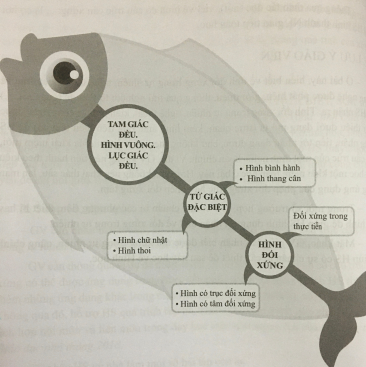 TAM GIÁC
ĐỀU.
HÌNH VUÔNG.
LỤC GIÁC
ĐỀU.
• Hình bình hành
• Hình thang cân
TỨ GIÁC
ĐẶC BIỆT
• Hình chữ nhật
• Hình thoi
Đối xứng trong
thực tiễn
HÌNH
ĐỐI
XỨNG
• Hình có trục đối xứng
• Hình có tâm đối xứng